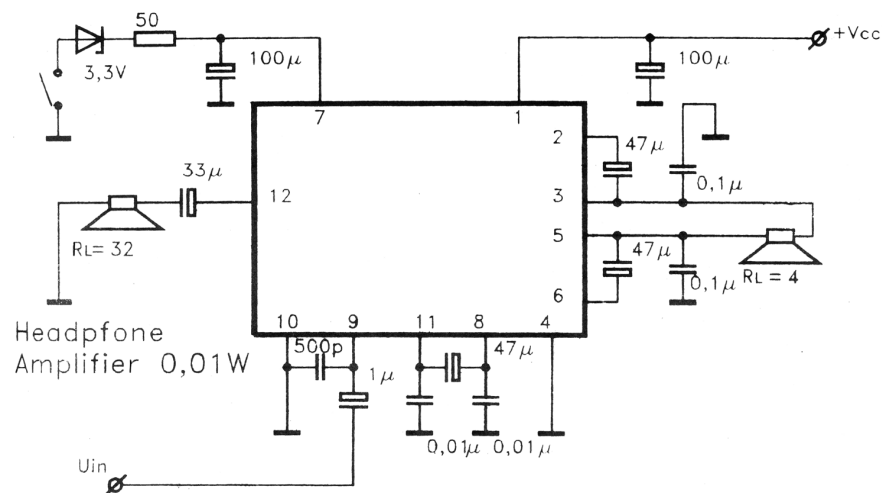 50
3,3V
100µ
100µ
+Vcc
7
1
2
47µ
0,1µ
33µ
12
3
RL= 32
5
47µ
0,1µ
RL = 4
6
Headpfone
Amplifier 0,01W
10
9
11
8
4
500p
47µ
1µ
0,01µ
0,01µ
Uin